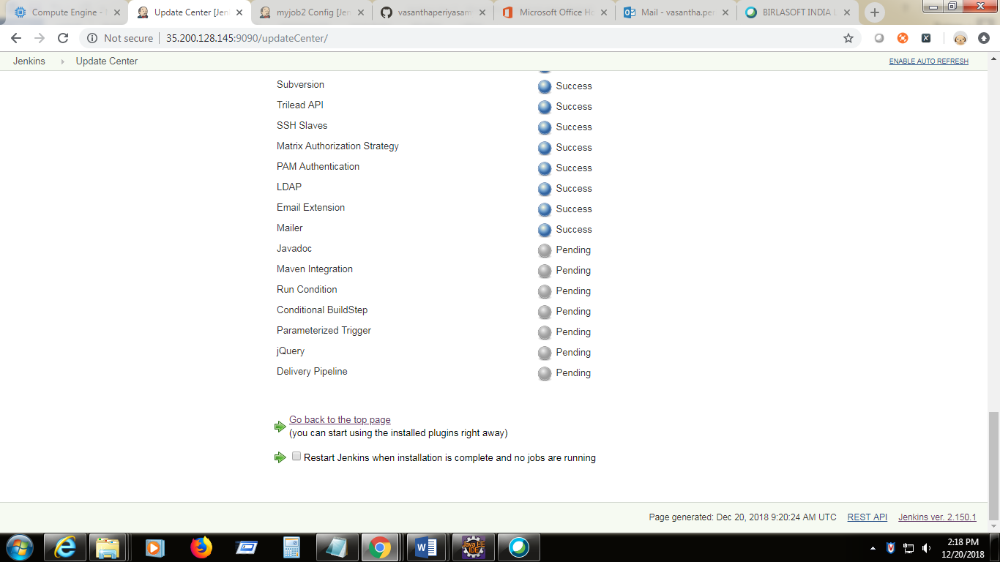 Compute Engine -
Update Center [Jen
myjob2 Config [Jen
vasanthaperiyasam
Microsoft Office Ho
Mail - vasantha.per
BIRLASOFT INDIA L
Not secure
35.200.128.145:9090/updateCenter/
Jenkins
Update Center
ENABLE AUTO REFRESH
Subversion Success
Trilead API Success
SSH Slaves Success
Matrix Authorization Strategy Success
PAM Authentication Success
LDAP Success
Email Extension Success
Mailer Success
Javadoc Pending
Maven Integration Pending
Run Condition Pending
Conditional BuildStep Pending
Parameterized Trigger Pending
jQuery Pending
Delivery Pipeline Pending
Go back to the top page
(you can start using the installed plugins right away)
Restart Jenkins when installation is complete and no jobs are running
Page generated: Dec 20, 2018 9:20:24 AM UTC REST API Jenkins ver. 2.150.1
Java EE
IDE
2:18 PM
12/20/2018